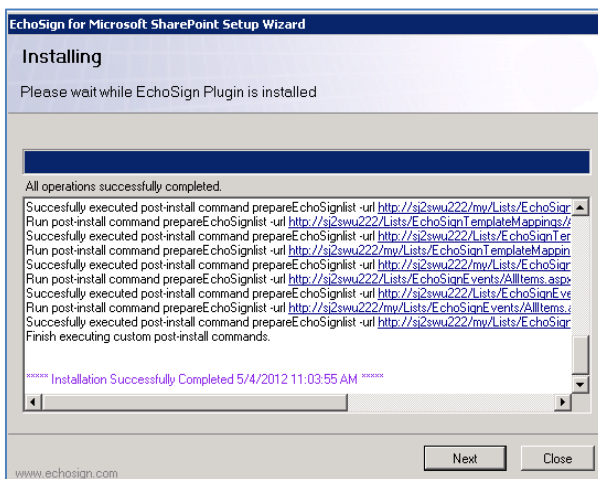 EchoSign for Microsoft SharePoint Setup Wizard
Installing
Please wait while EchoSign Plugin is installed
All operations successfully completed.
Succesfully executed post-install command prepareEchoSignlist -url http://sj2swu222/my/Lists/EchoSign
Run post-install command prepareEchoSignlist -url http://sj2swu222/Lists/EchoSignTemplateMappings/A
Succesfully executed post-install command prepareEchoSignlist -url http://sj2swu222/Lists/EchoSignTer
Run post-install command prepareEchoSignlist -url http://sj2swu222/my/Lists/EchoSignTemplateMappin
Succesfully executed post-install command prepareEchoSignlist -url http://sj2swu222/my/Lists/EchoSign
Run post-install command prepareEchoSignlist -url http://sj2swu222/Lists/EchoSignEvents/AllItems.aspx
Succesfully executed post-install command prepareEchoSignlist -url http://sj2swu222/Lists/EchoSignEve
Run post-install command prepareEchoSignlist -url http://sj2swu222/my/Lists/EchoSignEvents/AllItems.a
Succesfully executed post-install command prepareEchoSignlist -url http://sj2swu222/my/Lists/EchoSign
Finish executing custom post-install commands.
***** Installation Successfully Completed 5/4/2012 11:03:55 AM *****
Next
Close
www.echosign.com